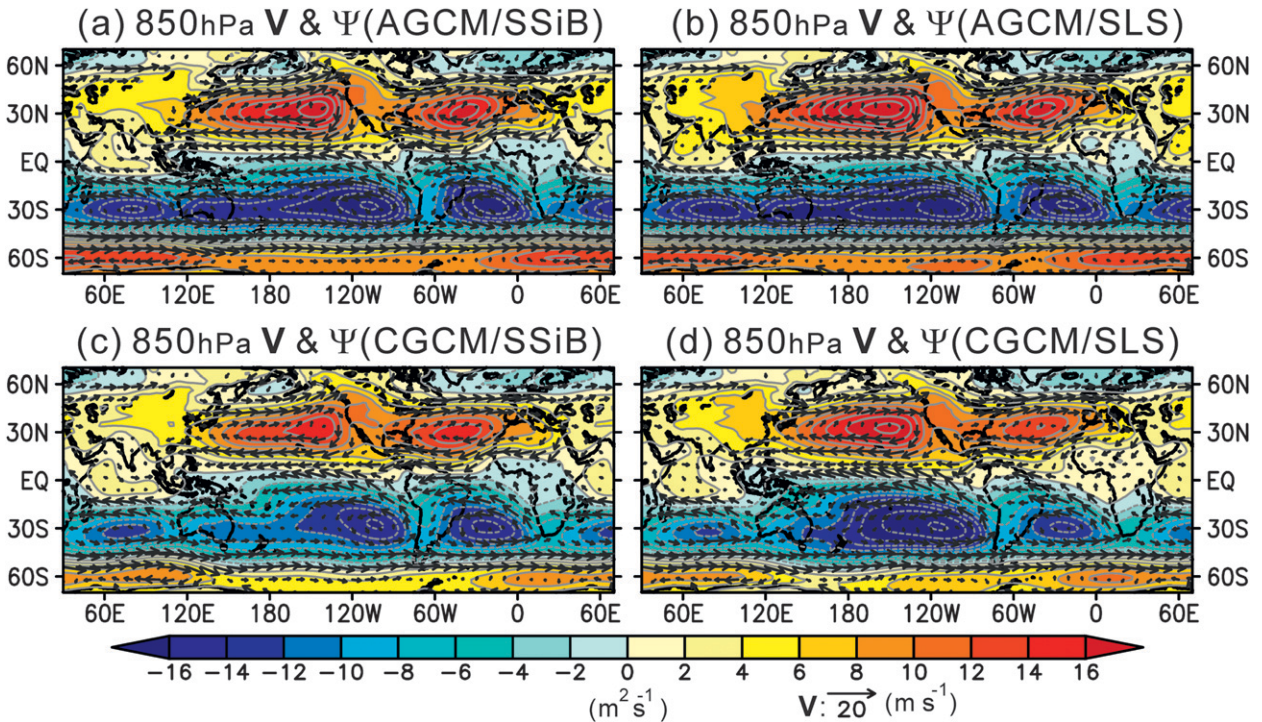 (a) 850hPa V & Ψ(AGCM/SSiB)
(b) 850hPa V & Ψ(AGCM/SLS)
60N
30N
EQ
30S
60S
60N
30N
EQ
30S
60S
60E 120E 180 120W 60W 0 60E
60E 120E 180 120W 60W 0 60E
(c) 850hPa V & Ψ(CGCM/SSiB)
(d) 850hPa V & Ψ(CGCM/SLS)
60N
30N
EQ
30S
60S
60N
30N
EQ
30S
60S
60E 120E 180 120W 60W 0 60E
60E 120E 180 120W 60W 0 60E
−16 −14 −12 −10 −8 −6 −4 −2 0 2 4 6 8 10 12 14 16
(m² s⁻¹) V: 20 (m s⁻¹)